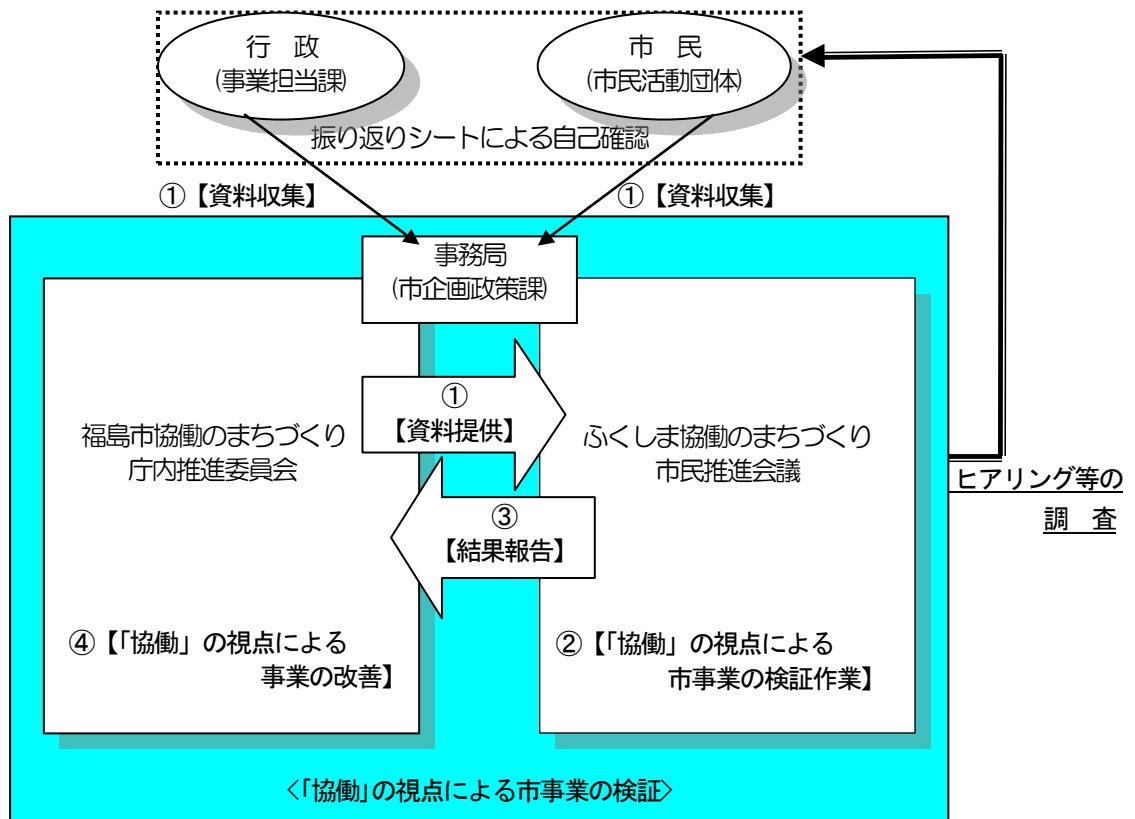 行　政
(事業担当課)
市　民
(市民活動団体)
振り返りシートによる自己確認
①【資料収集】
①【資料収集】
事務局
(市企画政策課)
①
【資料提供】
福島市協働のまちづくり
庁内推進委員会
ふくしま協働のまちづくり
市民推進会議
ヒアリング等の
調　査
③
【結果報告】
④【「協働」の視点による
事業の改善】
②【「協働」の視点による
市事業の検証作業】
〈「協働」の視点による市事業の検証〉